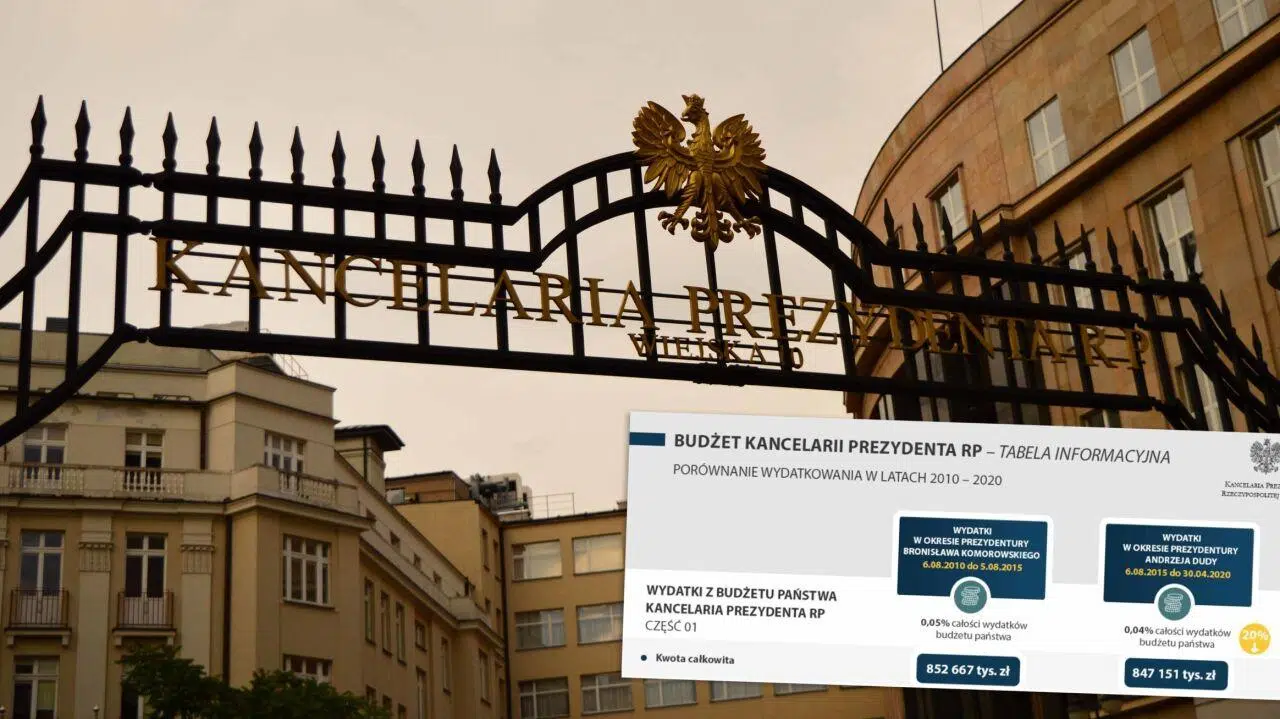 KANCELARIA PREZYDENTA RP
WIEJSKA 10
BUDŻET KANCELARII PREZYDENTA RP – TABELA INFORMACYJNA
PORÓWNANIE WYDATKOWANIA W LATACH 2010 – 2020
KANCELARIA
RZECZYPOSPOLITEJ
WYDATKI
W OKRESIE PREZYDENTURY
BRONISŁAWA KOMOROWSKIEGO
6.08.2010 do 5.08.2015
WYDATKI
W OKRESIE PREZYDENTURY
ANDRZEJA DUDY
6.08.2015 do 30.04.2020
WYDATKI Z BUDŻETU PAŃSTWA
KANCELARIA PREZYDENTA RP
CZĘŚĆ 01
0,05% całości wydatków
budżetu państwa
0,04% całości wydatków
budżetu państwa
20%
• Kwota całkowita
852 667 tys. zł
847 151 tys. zł